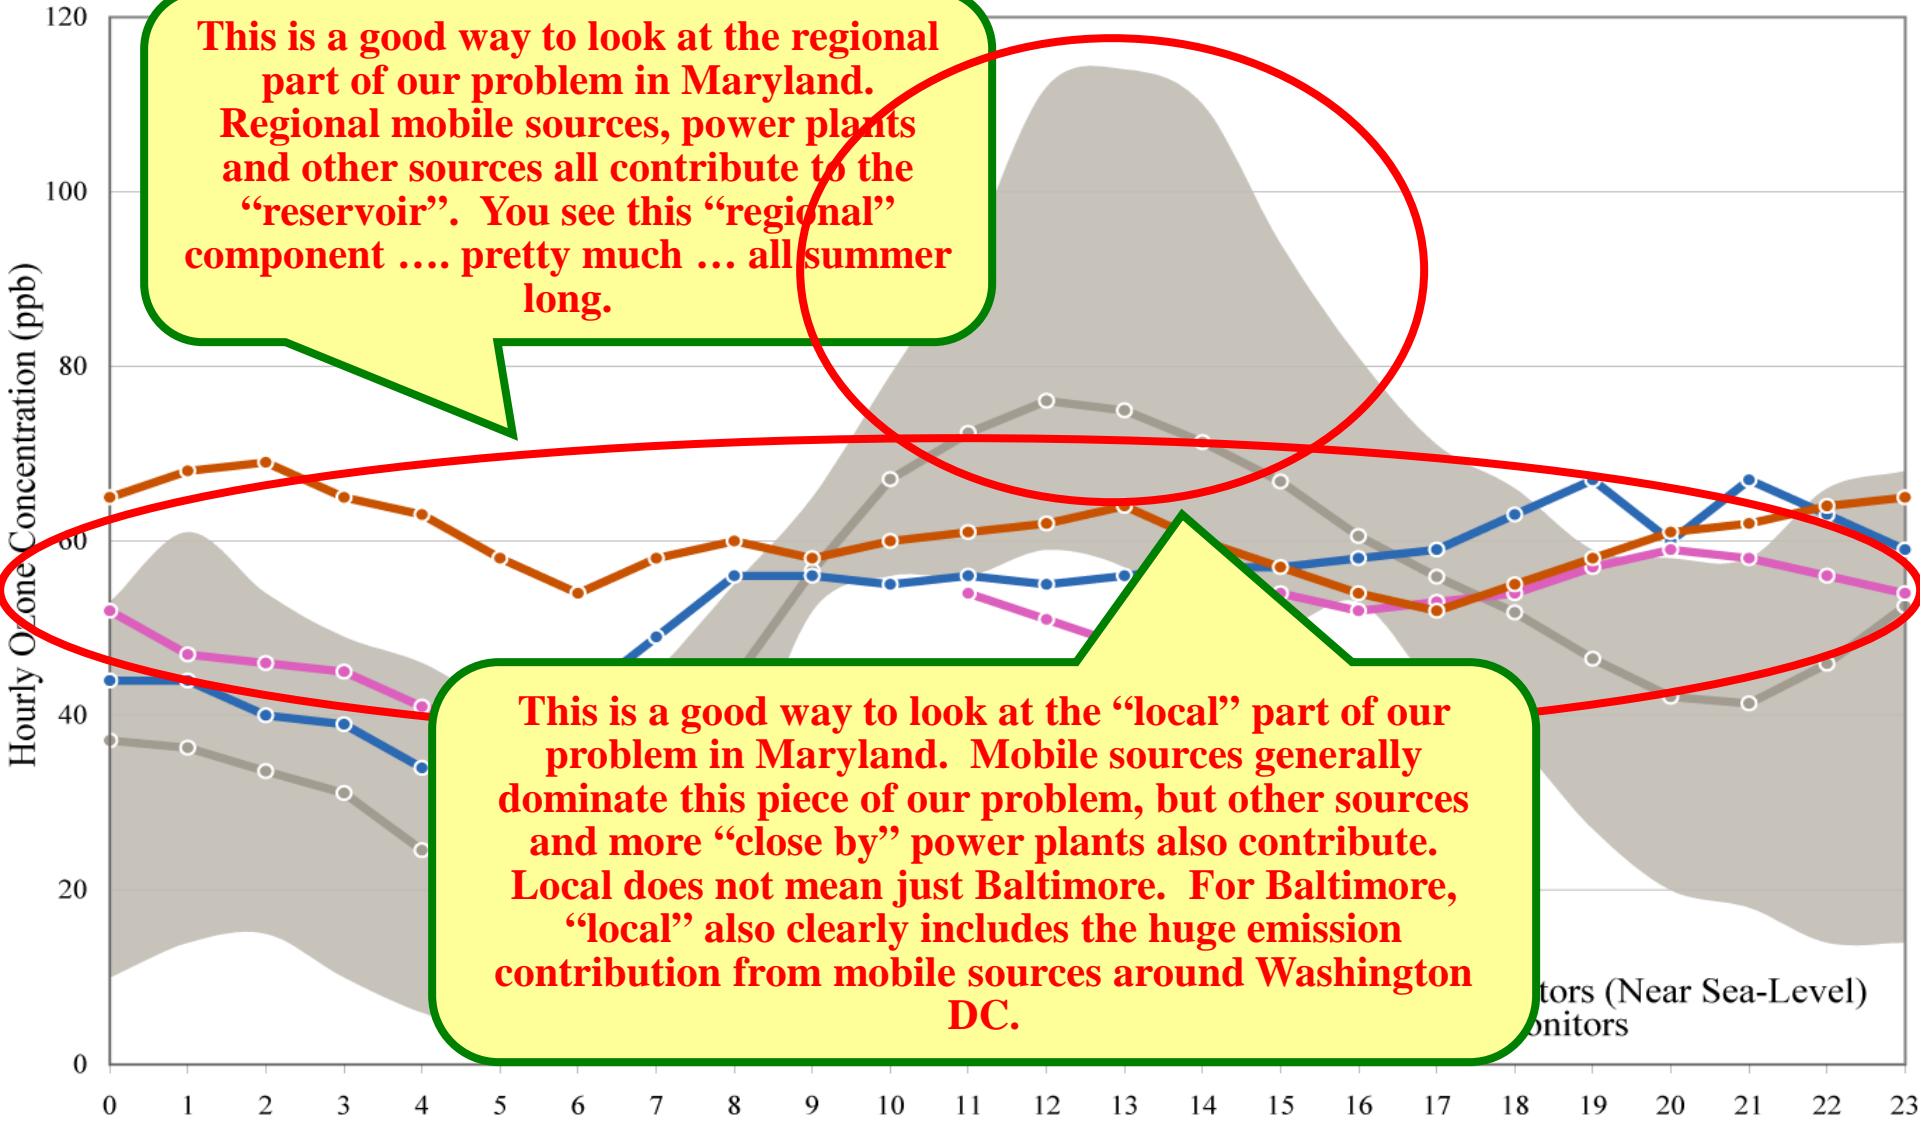 120
100
80
60
40
20
0
Hourly Ozone Concentration (ppb)
This is a good way to look at the regional
part of our problem in Maryland.
Regional mobile sources, power plants
and other sources all contribute to the
“reservoir”. You see this “regional”
component …. pretty much … all summer
long.
This is a good way to look at the “local” part of our
problem in Maryland. Mobile sources generally
dominate this piece of our problem, but other sources
and more “close by” power plants also contribute.
Local does not mean just Baltimore. For Baltimore,
“local” also clearly includes the huge emission
contribution from mobile sources around Washington
DC.
(Near Sea-Level)
0 1 2 3 4 5 6 7 8 9 10 11 12 13 14 15 16 17 18 19 20 21 22 23